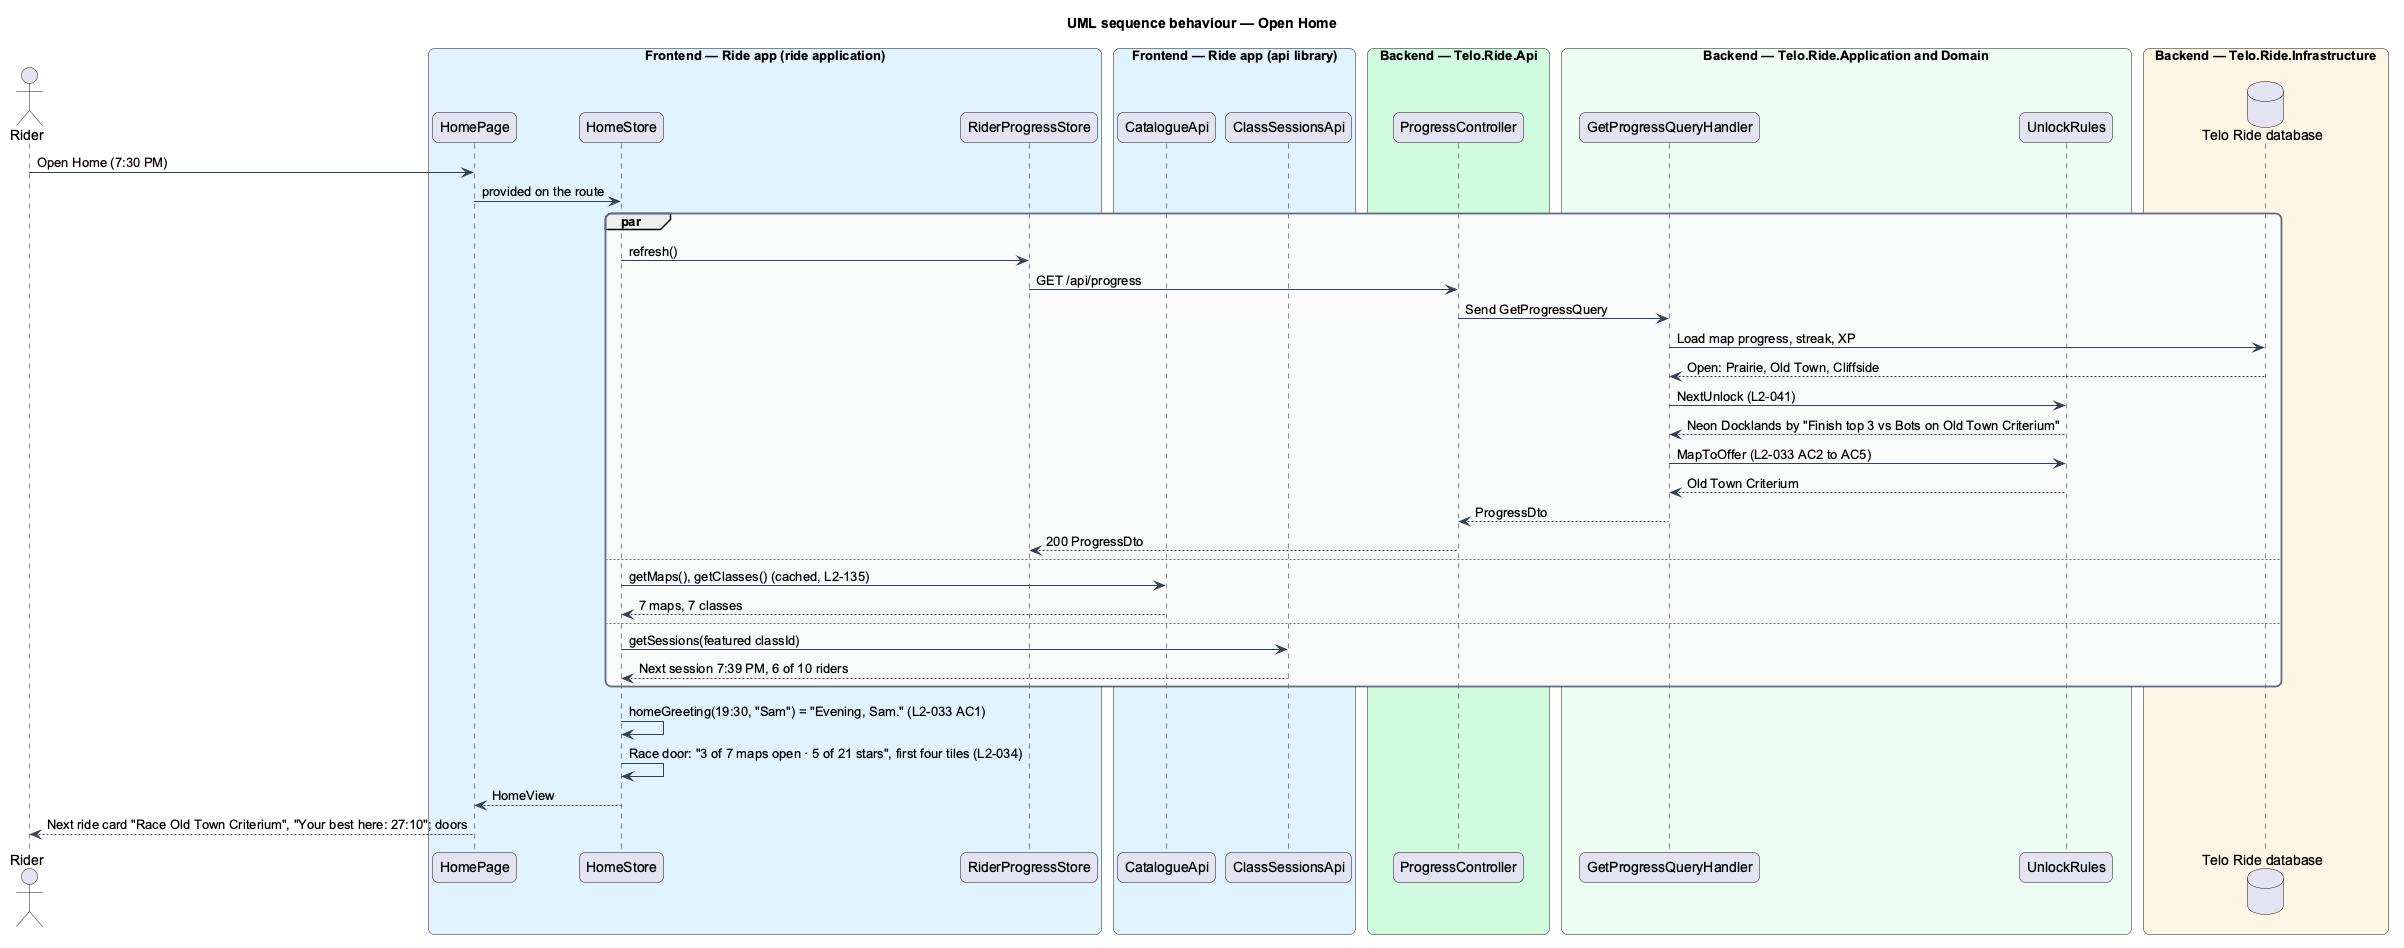 UML sequence behaviour — Open Home
Frontend — Ride app (ride application)
Frontend — Ride app (api library)
Backend — Telo.Ride.Api
Backend — Telo.Ride.Application and Domain
Backend — Telo.Ride.Infrastructure
Rider
HomePage
HomeStore
RiderProgressStore
CatalogueApi
ClassSessionsApi
ProgressController
GetProgressQueryHandler
UnlockRules
Telo Ride database
Open Home (7:30 PM)
provided on the route
par
refresh()
GET /api/progress
Send GetProgressQuery
Load map progress, streak, XP
Open: Prairie, Old Town, Cliffside
NextUnlock (L2-041)
Neon Docklands by "Finish top 3 vs Bots on Old Town Criterium"
MapToOffer (L2-033 AC2 to AC5)
Old Town Criterium
ProgressDto
200 ProgressDto
getMaps(), getClasses() (cached, L2-135)
7 maps, 7 classes
getSessions(featured classId)
Next session 7:39 PM, 6 of 10 riders
homeGreeting(19:30, "Sam") = "Evening, Sam." (L2-033 AC1)
Race door: "3 of 7 maps open · 5 of 21 stars", first four tiles (L2-034)
HomeView
Next ride card "Race Old Town Criterium", "Your best here: 27:10"; doors
Rider
HomePage
HomeStore
RiderProgressStore
CatalogueApi
ClassSessionsApi
ProgressController
GetProgressQueryHandler
UnlockRules
Telo Ride database